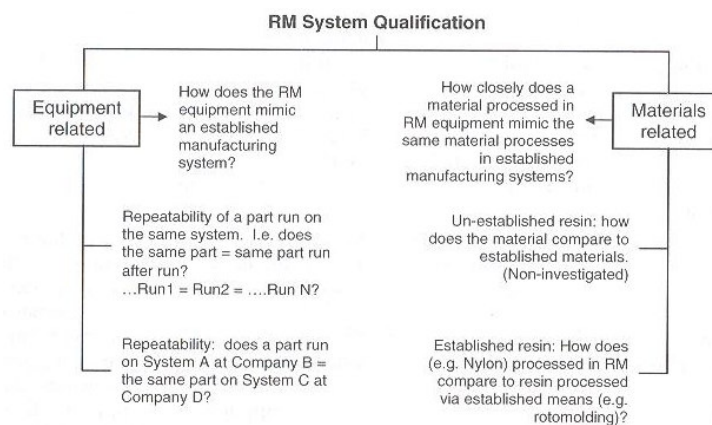 RM System Qualification
Equipment
related
How does the RM
equipment mimic
an established
manufacturing
system?
How closely does a
material processed in
RM equipment mimic the
same material processes
in established
manufacturing systems?
Materials
related
Repeatability of a part run on
the same system. I.e. does
the same part = same part run
after run?
...Run1 = Run2 = ....Run N?
Un-established resin: how
does the material compare to
established materials.
(Non-investigated)
Repeatability: does a part run
on System A at Company B =
the same part on System C at
Company D?
Established resin: How does
(e.g. Nylon) processed in RM
compare to resin processed
via established means (e.g.
rotomolding)?